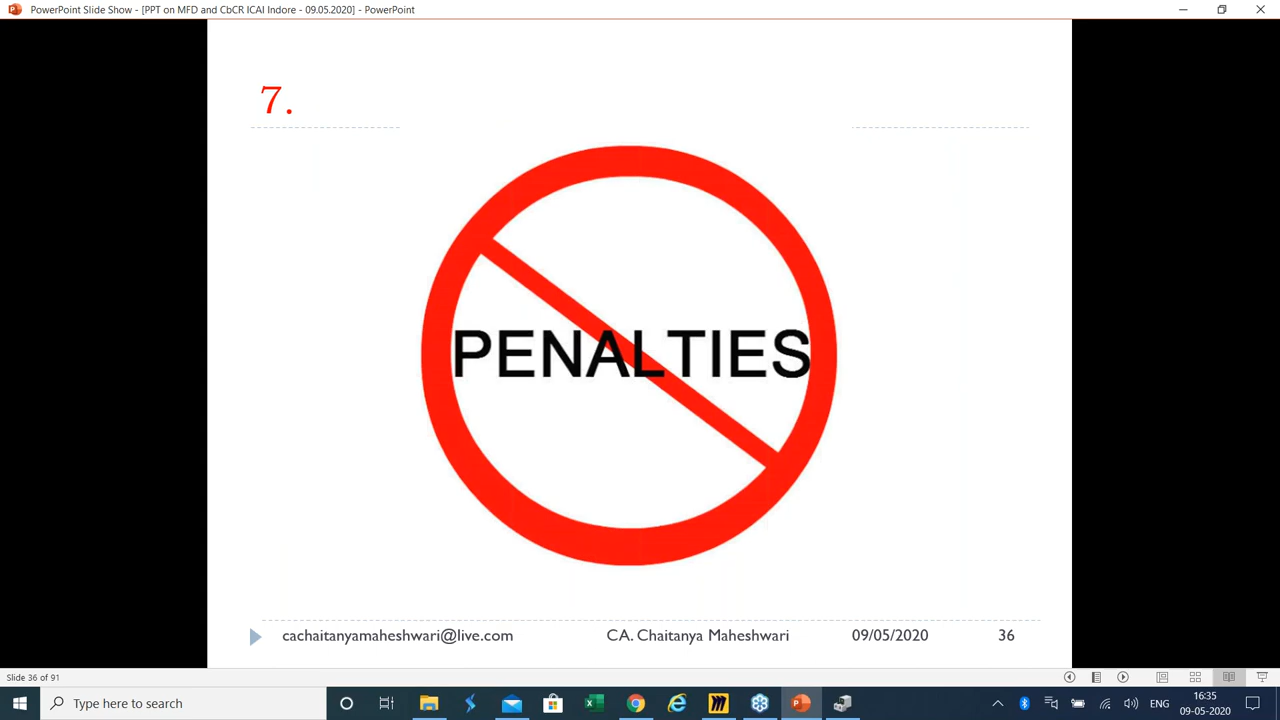 PowerPoint Slide Show - [PPT on MFD and CbCR ICAI Indore - 09.05.2020] - PowerPoint
7.
PENALTIES
cachaitanyamaheshwari@live.com CA. Chaitanya Maheshwari 09/05/2020 36
Slide 36 of 91
Type here to search
ENG
16:35
09-05-2020